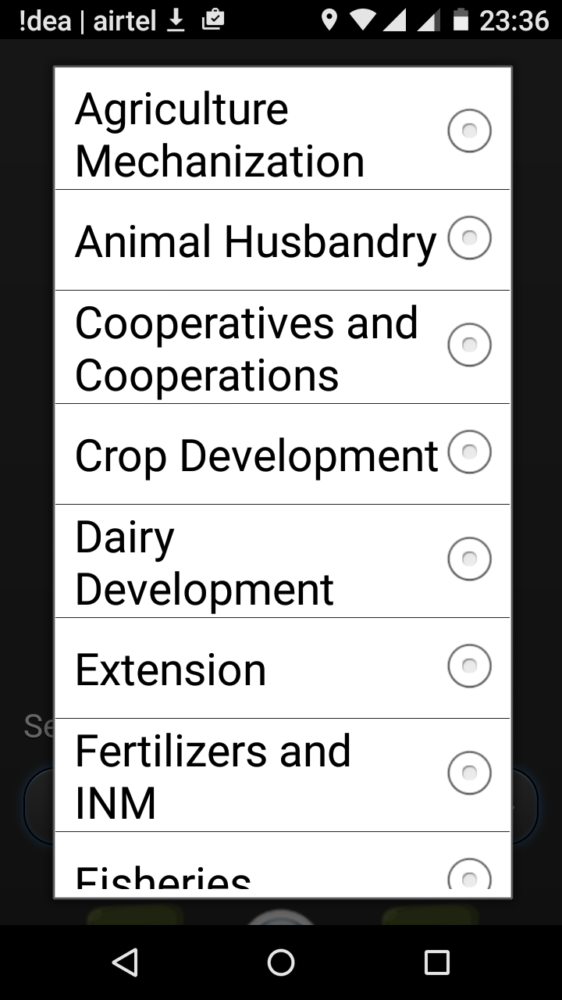 !dea | airtel 23:36
Agriculture
Mechanization
Animal Husbandry
Cooperatives and
Cooperations
Crop Development
Dairy
Development
Extension
Fertilizers and
INM
Fisheries